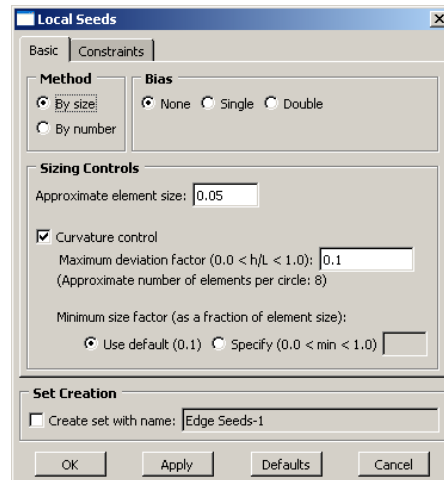 Local Seeds
Basic Constraints
Method
By size
By number
Bias
None Single Double
Sizing Controls
Approximate element size: 0.05
Curvature control
Maximum deviation factor (0.0 < h/L < 1.0): 0.1
(Approximate number of elements per circle: 8)
Minimum size factor (as a fraction of element size):
Use default (0.1) Specify (0.0 < min < 1.0)
Set Creation
Create set with name: Edge Seeds-1
OK Apply Defaults Cancel